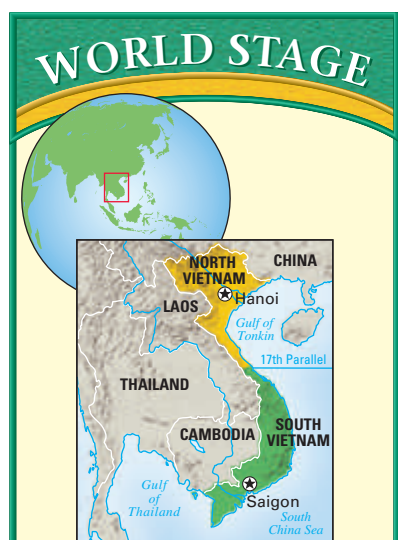 WORLD STAGE
NORTH
VIETNAM
CHINA
Hanoi
LAOS
Gulf of
Tonkin
17th Parallel
THAILAND
CAMBODIA
SOUTH
VIETNAM
Gulf
of
Thailand
Saigon
South
China Sea